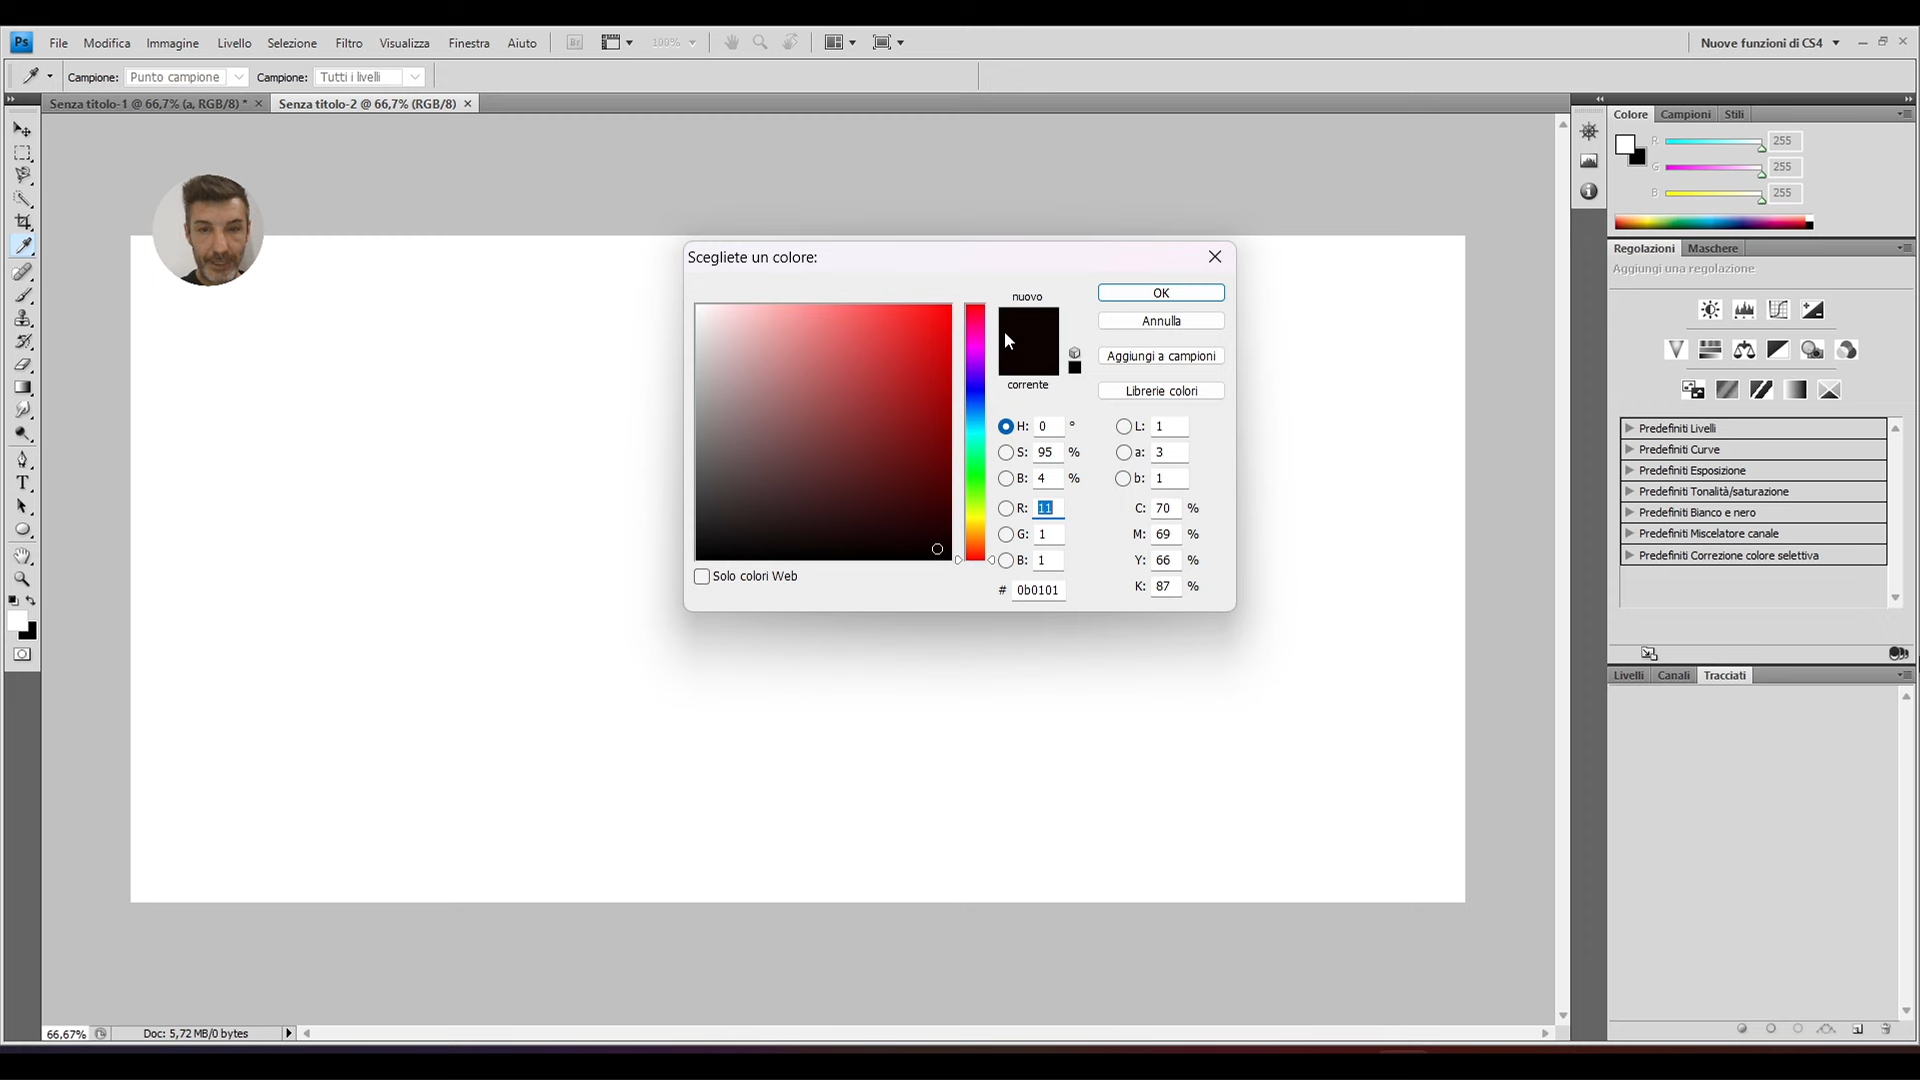 Ps File Modifica Immagine Livello Selezione Filtro Visualizza Finestra Aiuto Br 100% Nuove funzioni di CS4
Campione: Punto campione Campione: Tutti i livelli
Senza titolo-1 @ 66,7% (a, RGB/8) * Senza titolo-2 @ 66,7% (RGB/8)
Colore Campioni Stili
R 255
G 255
B 255
Regolazioni Maschere
Aggiungi una regolazione
Predefiniti Livelli
Predefiniti Curve
Predefiniti Esposizione
Predefiniti Tonalità/saturazione
Predefiniti Bianco e nero
Predefiniti Miscelatore canale
Predefiniti Correzione colore selettiva
Livelli Canali Tracciati
Scegliete un colore:
nuovo
corrente
OK
Annulla
Aggiungi a campioni
Librerie colori
H: 0 ° L: 1
S: 95 % a: 3
B: 4 % b: 1
R: 11 C: 70 %
G: 1 M: 69 %
B: 1 Y: 66 %
# 0b0101 K: 87 %
Solo colori Web
66,67% Doc: 5,72 MB/0 bytes